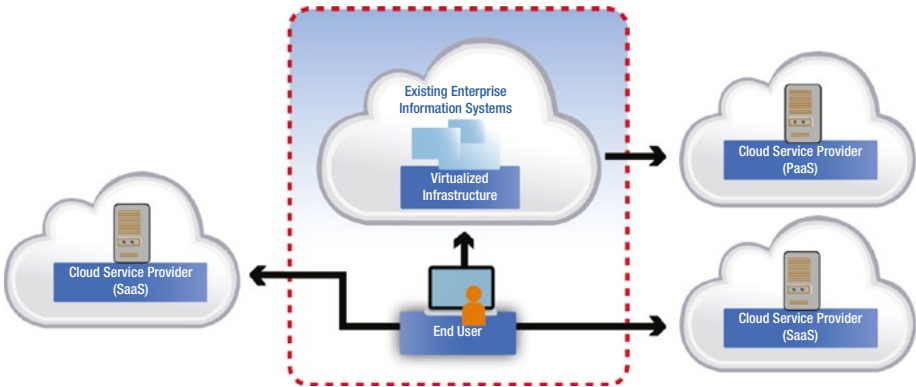 Existing Enterprise
Information Systems
Virtualized
Infrastructure
Cloud Service Provider
(PaaS)
Cloud Service Provider
(SaaS)
End User
Cloud Service Provider
(SaaS)